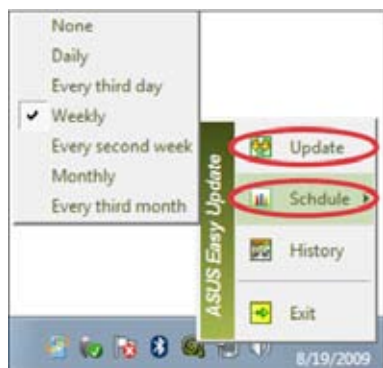 None
Daily
Every third day
Weekly
Every second week
Monthly
Every third month
ASUS Easy Update
Update
Schdule
History
Exit
8/19/2009